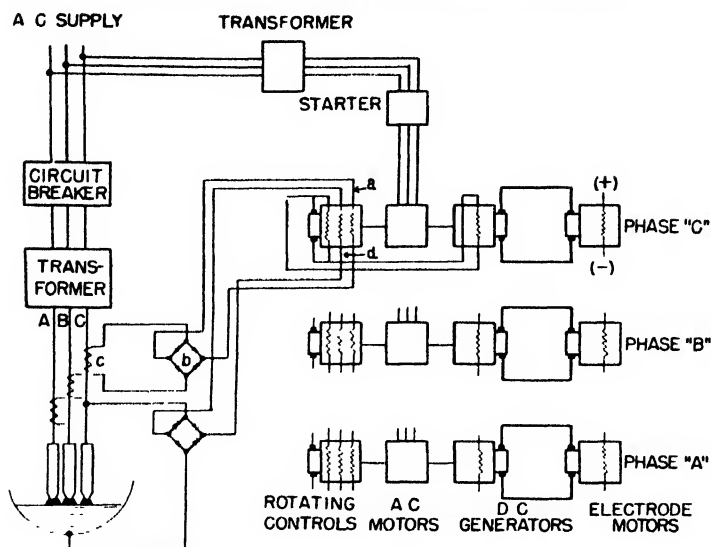 A C SUPPLY
TRANSFORMER
STARTER
CIRCUIT
BREAKER
TRANS-
FORMER
A B C
a
d
c
b
(+)
PHASE "C"
(-)
PHASE "B"
PHASE "A"
ROTATING
CONTROLS
A C
MOTORS
D C
GENERATORS
ELECTRODE
MOTORS